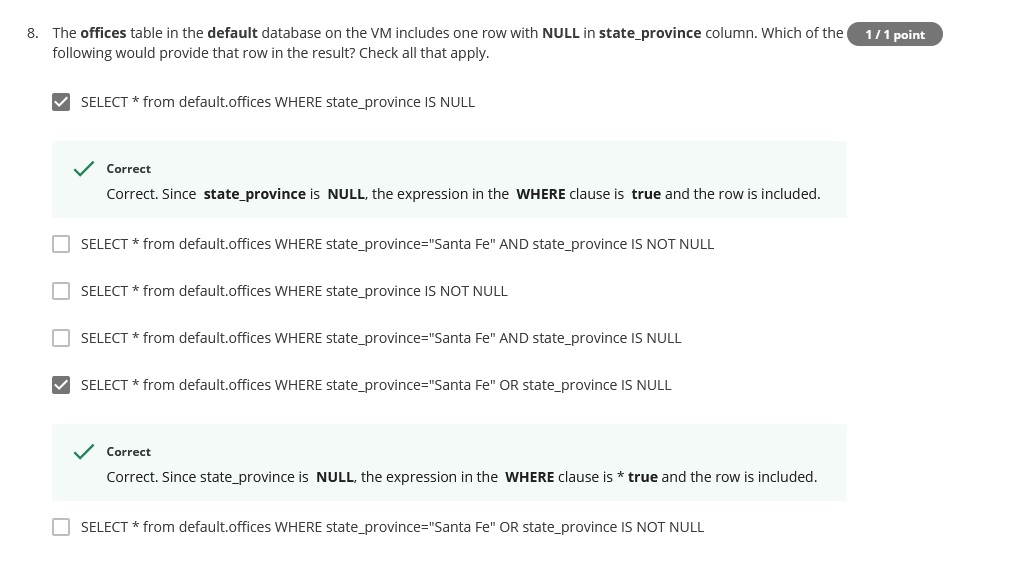 8. The offices table in the default database on the VM includes one row with NULL in state_province column. Which of the
1 / 1 point
following would provide that row in the result? Check all that apply.
SELECT * from default.offices WHERE state_province IS NULL
Correct
Correct. Since state_province is NULL, the expression in the WHERE clause is true and the row is included.
SELECT * from default.offices WHERE state_province="Santa Fe" AND state_province IS NOT NULL
SELECT * from default.offices WHERE state_province IS NOT NULL
SELECT * from default.offices WHERE state_province="Santa Fe" AND state_province IS NULL
SELECT * from default.offices WHERE state_province="Santa Fe" OR state_province IS NULL
Correct
Correct. Since state_province is NULL, the expression in the WHERE clause is * true and the row is included.
SELECT * from default.offices WHERE state_province="Santa Fe" OR state_province IS NOT NULL